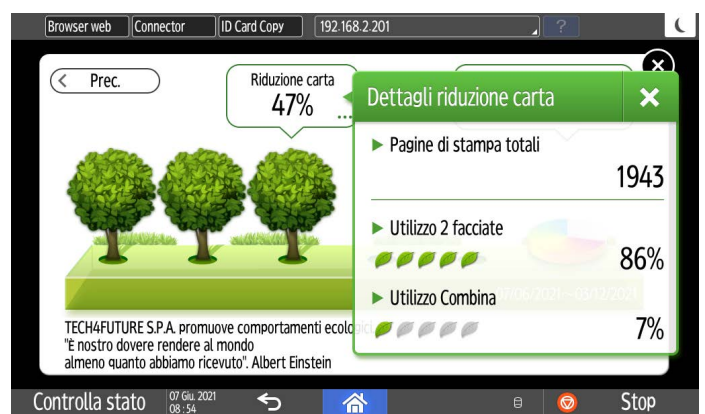 Browser web
Connector
ID Card Copy
192.168.2.201
?
Prec.
Riduzione carta
47%
...
Dettagli riduzione carta
Pagine di stampa totali
1943
Utilizzo 2 facciate
86%
07/06/2021~03/12/2021
Utilizzo Combina
7%
TECH4FUTURE S.P.A. promuove comportamenti ecologici
"È nostro dovere rendere al mondo
almeno quanto abbiamo ricevuto". Albert Einstein
Controlla stato
07 Giu. 2021
08 : 54
Stop